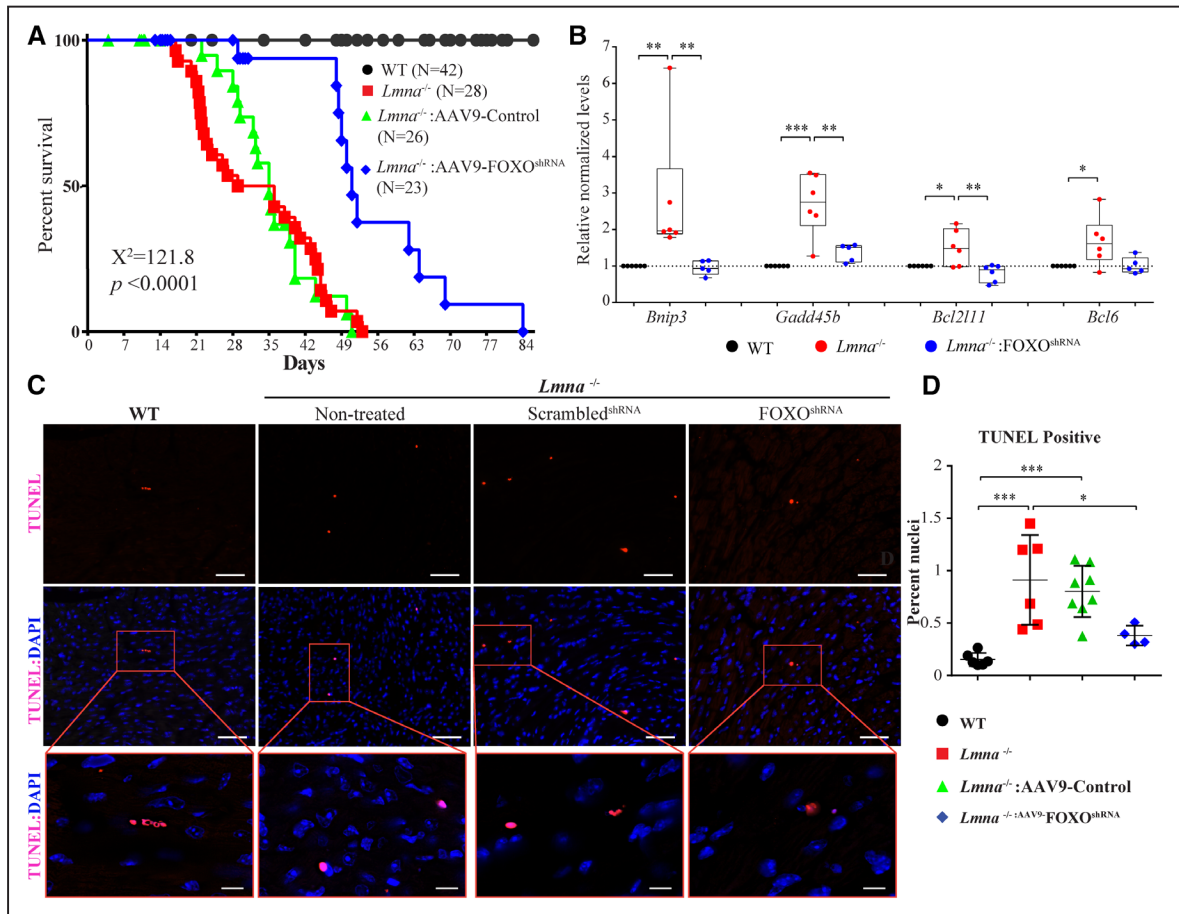 A
100
50
0
Percent survival
0 7 14 21 28 35 42 49 56 63 70 77 84
Days
X²=121.8
p <0.0001
WT (N=42)
Lmna-/-
(N=28)
Lmna-/- :AAV9-Control
(N=26)
Lmna-/- :AAV9-FOXOshRNA
(N=23)
B
Relative normalized levels
7
6
5
4
3
2
1
0
** **
*** **
* **
*
Bnip3 Gadd45b Bcl2l11 Bcl6
WT Lmna-/- Lmna-/- :FOXOshRNA
C
Lmna -/-
WT Non-treated ScrambledshRNA FOXOshRNA
TUNEL
TUNEL:DAPI
TUNEL:DAPI
D
D
TUNEL Positive
Percent nuclei
2
1.5
1
0.5
0
***
*** *
WT
Lmna -/-
Lmna-/- :AAV9-Control
Lmna -/- :AAV9-FOXOshRNA